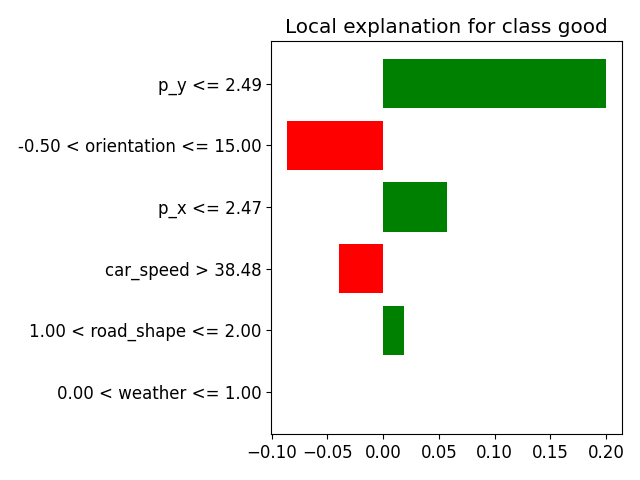 Local explanation for class good
p_y <= 2.49
-0.50 < orientation <= 15.00
p_x <= 2.47
car_speed > 38.48
1.00 < road_shape <= 2.00
0.00 < weather <= 1.00
−0.10 −0.05 0.00 0.05 0.10 0.15 0.20